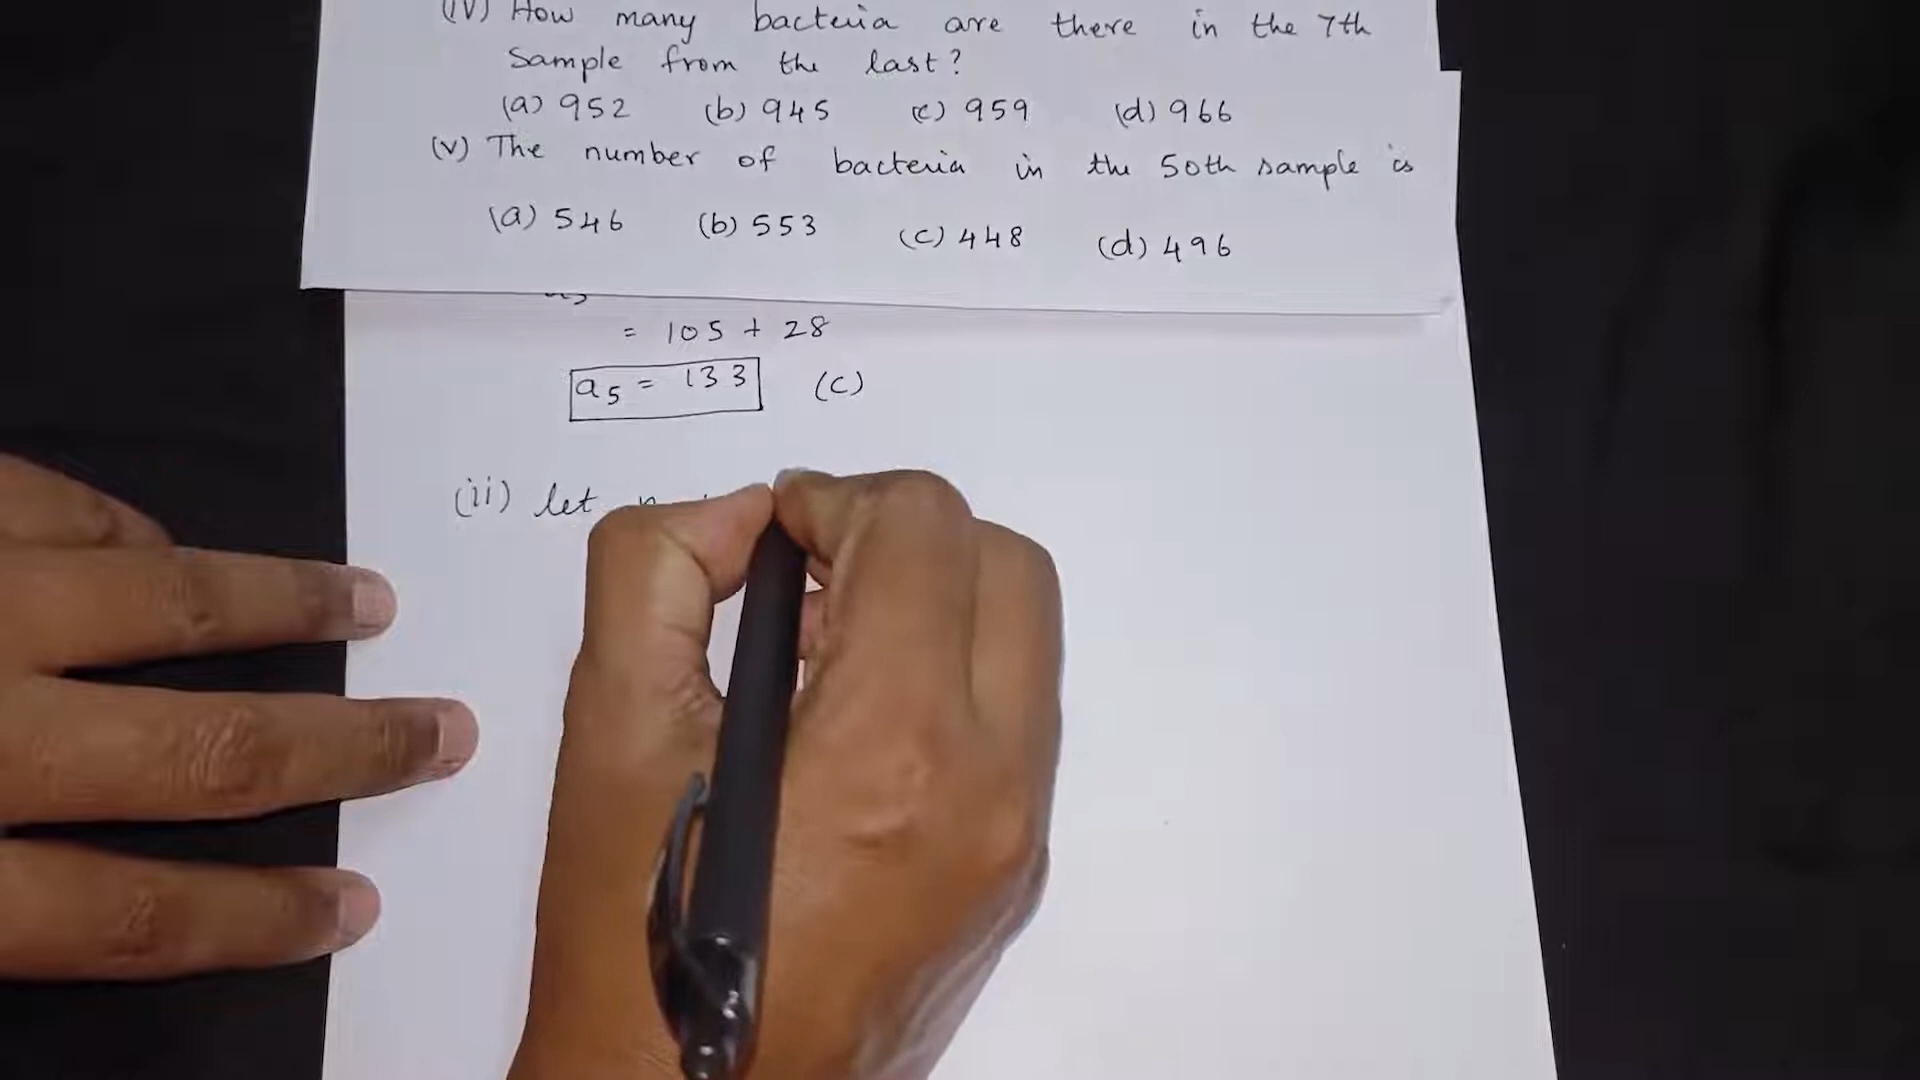 (iv) How many bacteria are there in the 7th
Sample from the last?
(a) 952 (b) 945 (c) 959 (d) 966
(v) The number of bacteria in the 50th sample is
(a) 546 (b) 553 (c) 448 (d) 496
= 105 + 28
a5 = 133 (c)
(ii) let